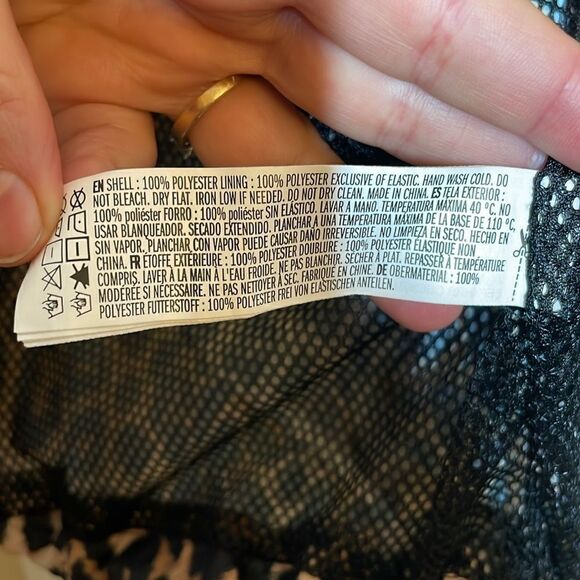 EN SHELL : 100% POLYESTER LINING : 100% POLYESTER EXCLUSIVE OF ELASTIC. HAND WASH COLD. DO
NOT BLEACH. DRY FLAT. IRON LOW IF NEEDED. DO NOT DRY CLEAN. MADE IN CHINA. ES TELA EXTERIOR :
100% poliéster FORRO : 100% poliéster SIN ELÁSTICO. LAVAR A MANO. TEMPERATURA MÁXIMA 40 °C. NO
USAR BLANQUEADOR. SECADO EXTENDIDO. PLANCHAR A UNA TEMPERATURA MÁXIMA DE LA BASE DE 110 °C,
SIN VAPOR. PLANCHAR CON VAPOR PUEDE CAUSAR DAÑO IRREVERSIBLE. NO LIMPIEZA EN SECO. HECHO EN
CHINA. FR ETOFFE EXTÉRIEURE : 100% POLYESTER DOUBLURE : 100% POLYESTER ÉLASTIQUE NON
COMPRIS. LAVER À LA MAIN À L'EAU FROIDE. NE PAS BLANCHIR. SÉCHER À PLAT. REPASSER À TEMPÉRATURE
MODÉRÉE SI NÉCESSAIRE. NE PAS NETTOYER À SEC. FABRIQUÉ EN CHINE. DE OBERMATERIAL : 100%
POLYESTER FUTTERSTOFF : 100% POLYESTER FREI VON ELASTISCHEN ANTEILEN.